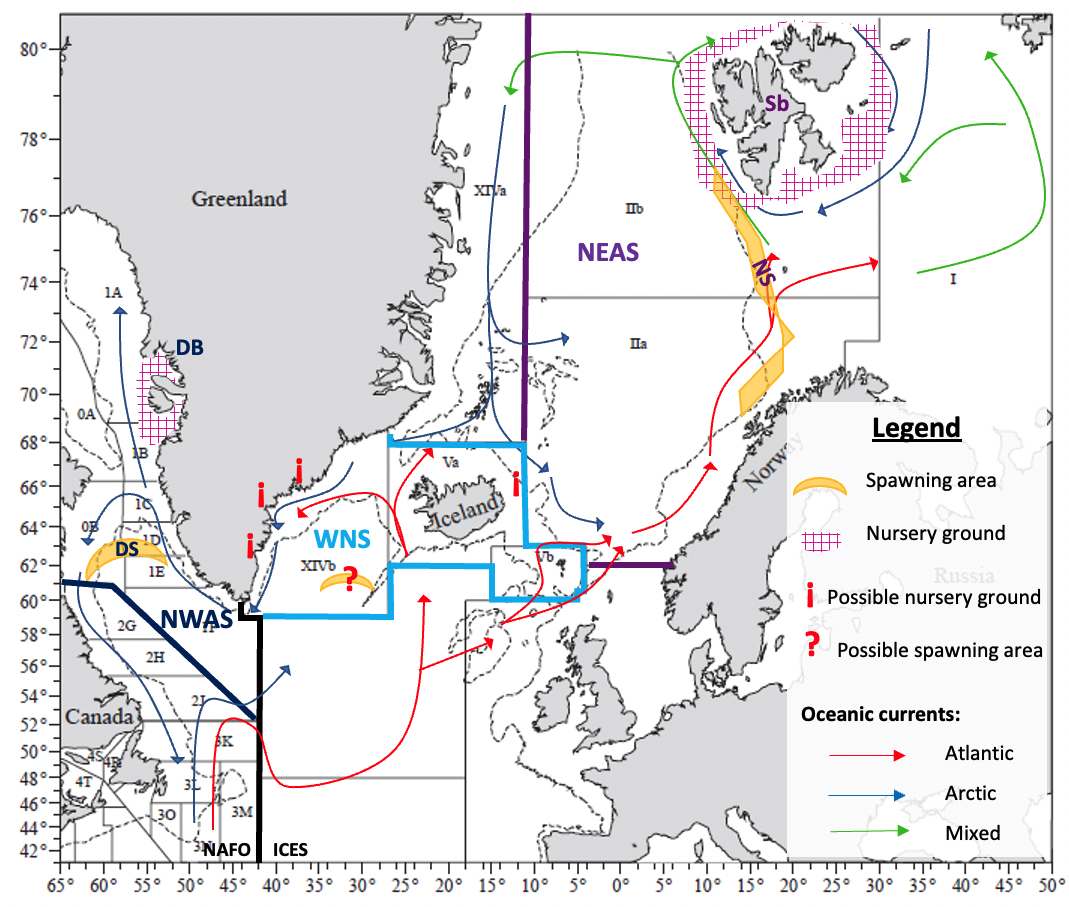 80°
78°
76°
74°
72°
70°
68°
66°
64°
62°
60°
58°
56°
54°
52°
50°
48°
46°
44°
42°
65°
60°
55°
50°
45°
40°
35°
30°
25°
20°
15°
10°
5°
0°
5°
10°
15°
20°
25°
30°
35°
40°
45°
50°
Greenland
Sb
XIVa
IIb
NEAS
NS
I
1A
DB
IIa
0A
1B
Va
Iceland
Norway
1C
0B
1D
DS
1E
WNS
XIVb
?
Vb
NWAS
2G
2H
2J
Canada
3K
4S
4R
4T
3L
3M
3O
NAFO
ICES
Russia
Legend
Spawning area
Nursery ground
¡ Possible nursery ground
? Possible spawning area
Oceanic currents:
Atlantic
Arctic
Mixed